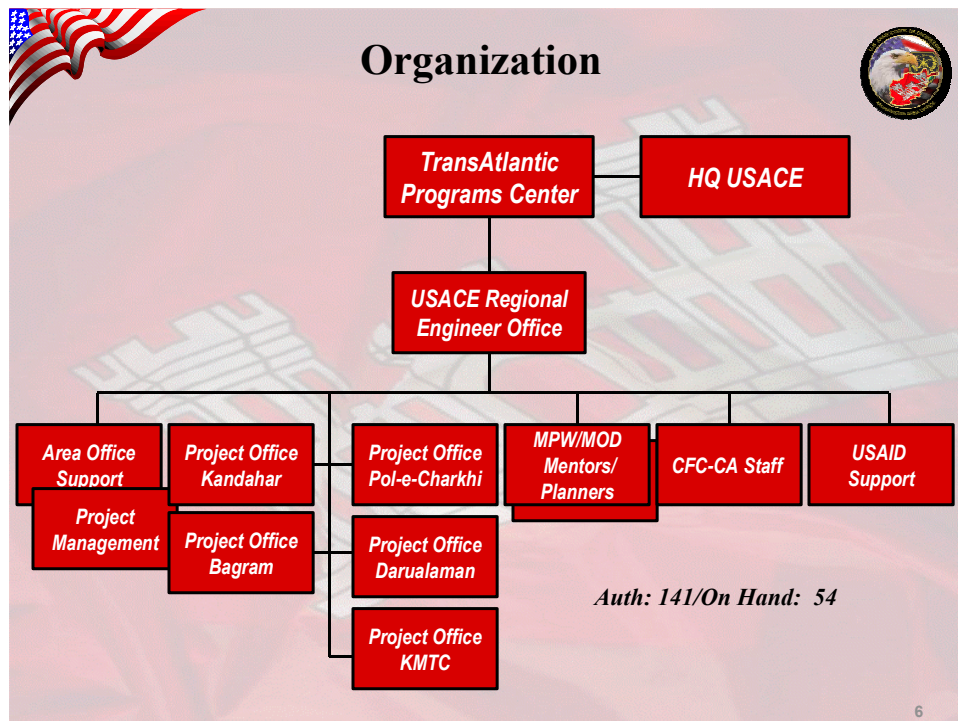 Organization
TransAtlantic
Programs Center
HQ USACE
USACE Regional
Engineer Office
Area Office
Support
Project
Management
Project Office
Kandahar
Project Office
Bagram
Project Office
Pol-e-Charkhi
Project Office
Darualaman
Project Office
KMTC
MPW/MOD
Mentors/
Planners
CFC-CA Staff
USAID
Support
Auth: 141/On Hand: 54
6